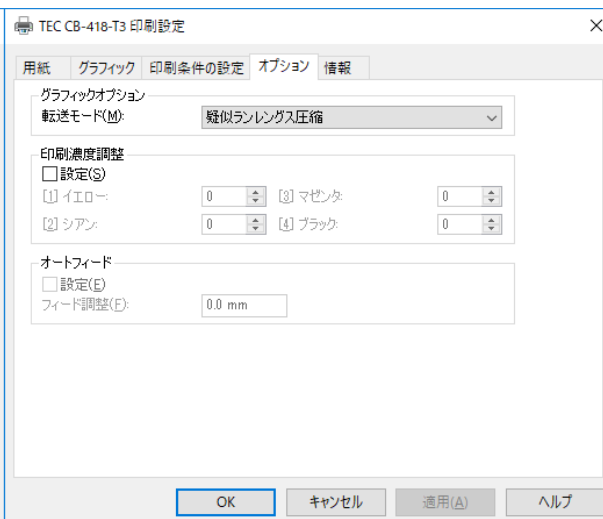 TEC CB-418-T3 印刷設定
用紙 グラフィック 印刷条件の設定 オプション 情報
グラフィックオプション
転送モード(M): 疑似ランレングス圧縮
印刷濃度調整
設定(S)
[1] イエロー: 0 [3] マゼンタ: 0
[2] シアン: 0 [4] ブラック: 0
オートフィード
設定(E)
フィード調整(F): 0.0 mm
OK キャンセル 適用(A) ヘルプ